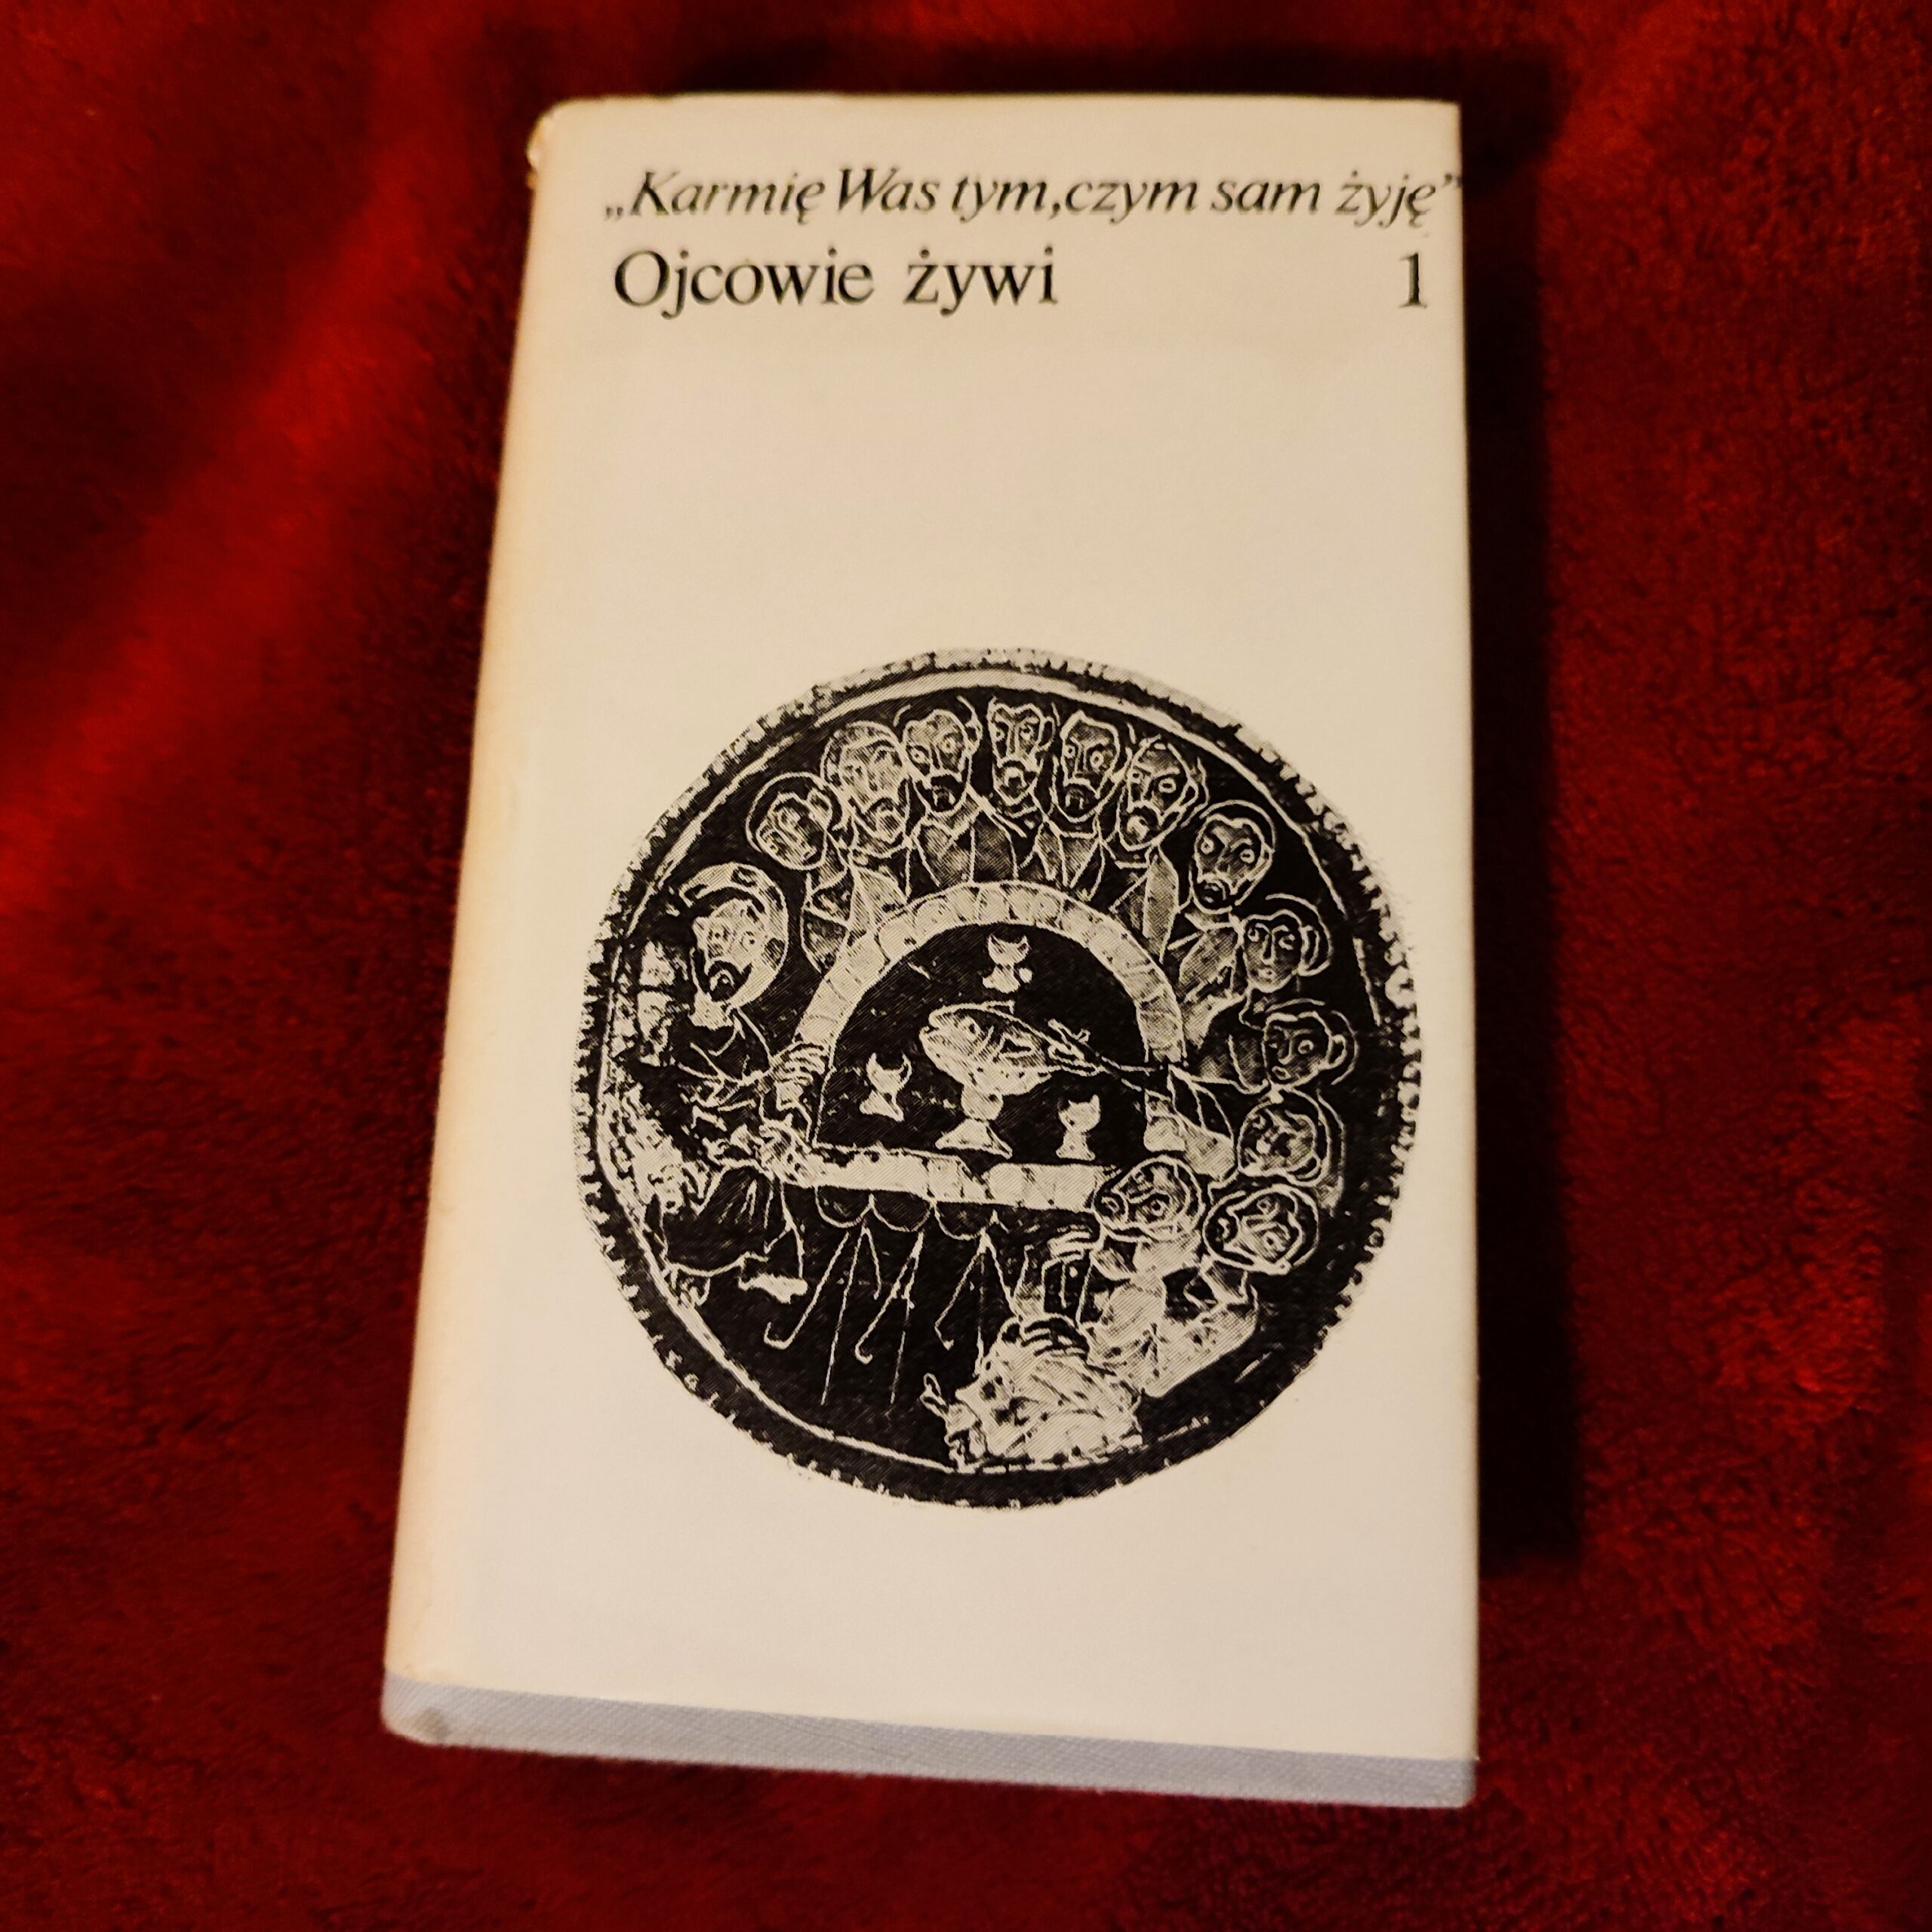 „Karmię Was tym, czym sam żyję”
Ojcowie żywi 1